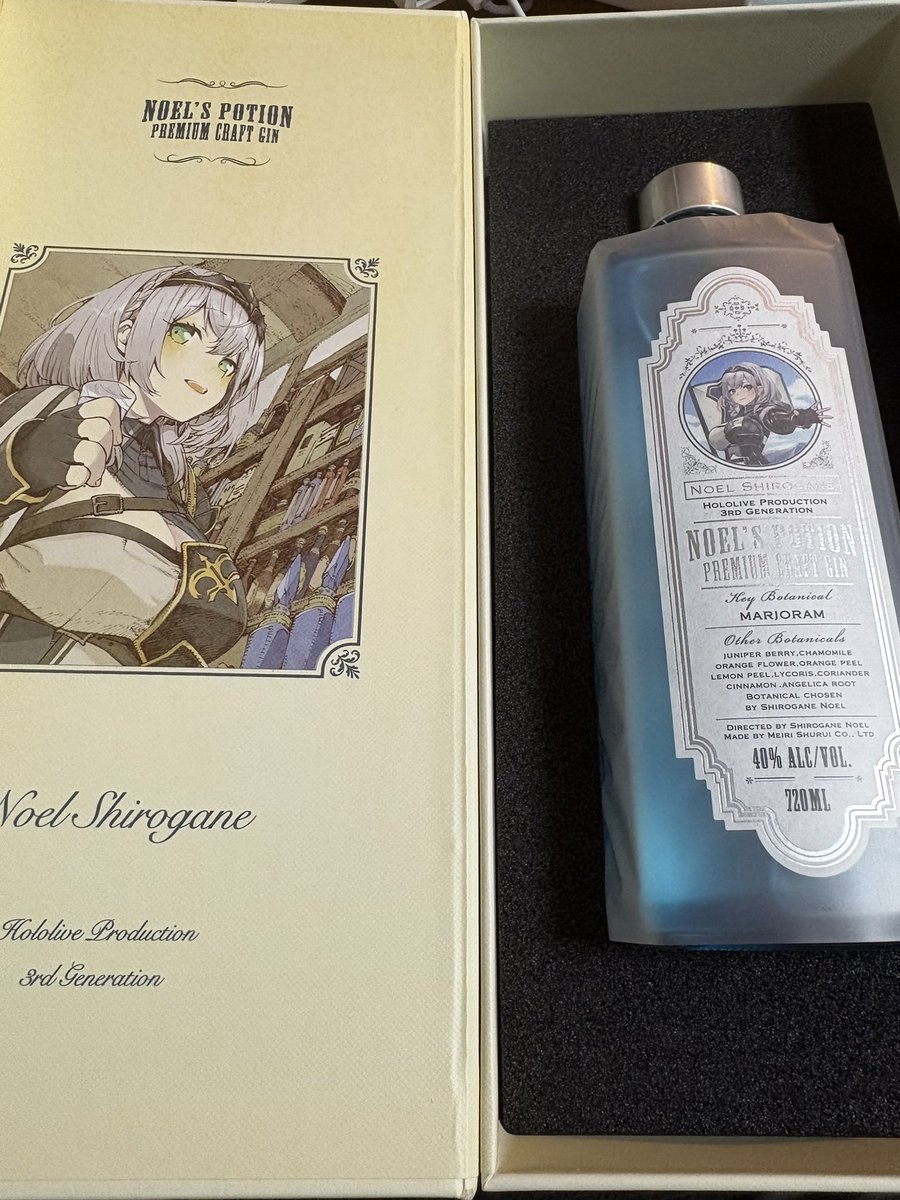 NOEL'S POTION
PREMIUM CRAFT GIN
Noel Shirogane
Hololive Production
3rd Generation
NOEL SHIROGANE
HOLOLIVE PRODUCTION
3RD GENERATION
NOEL'S POTION
PREMIUM CRAFT GIN
Key Botanical
MARJORAM
Other Botanicals
JUNIPER BERRY,CHAMOMILE
ORANGE FLOWER,ORANGE PEEL
LEMON PEEL,LYCORIS,CORIANDER
CINNAMON,ANGELICA ROOT
BOTANICAL CHOSEN
BY SHIROGANE NOEL
DIRECTED BY SHIROGANE NOEL
MADE BY MEIRI SHURUI CO., LTD
40% ALC/VOL.
720ML